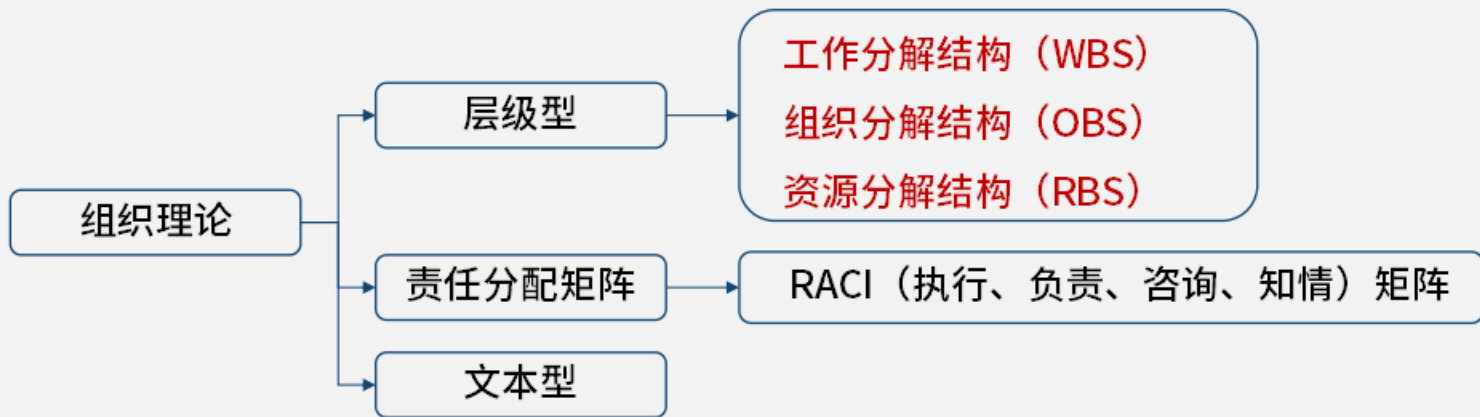 工作分解结构（WBS）
组织分解结构（OBS）
资源分解结构（RBS）
层级型
组织理论
责任分配矩阵
RACI（执行、负责、咨询、知情）矩阵
文本型